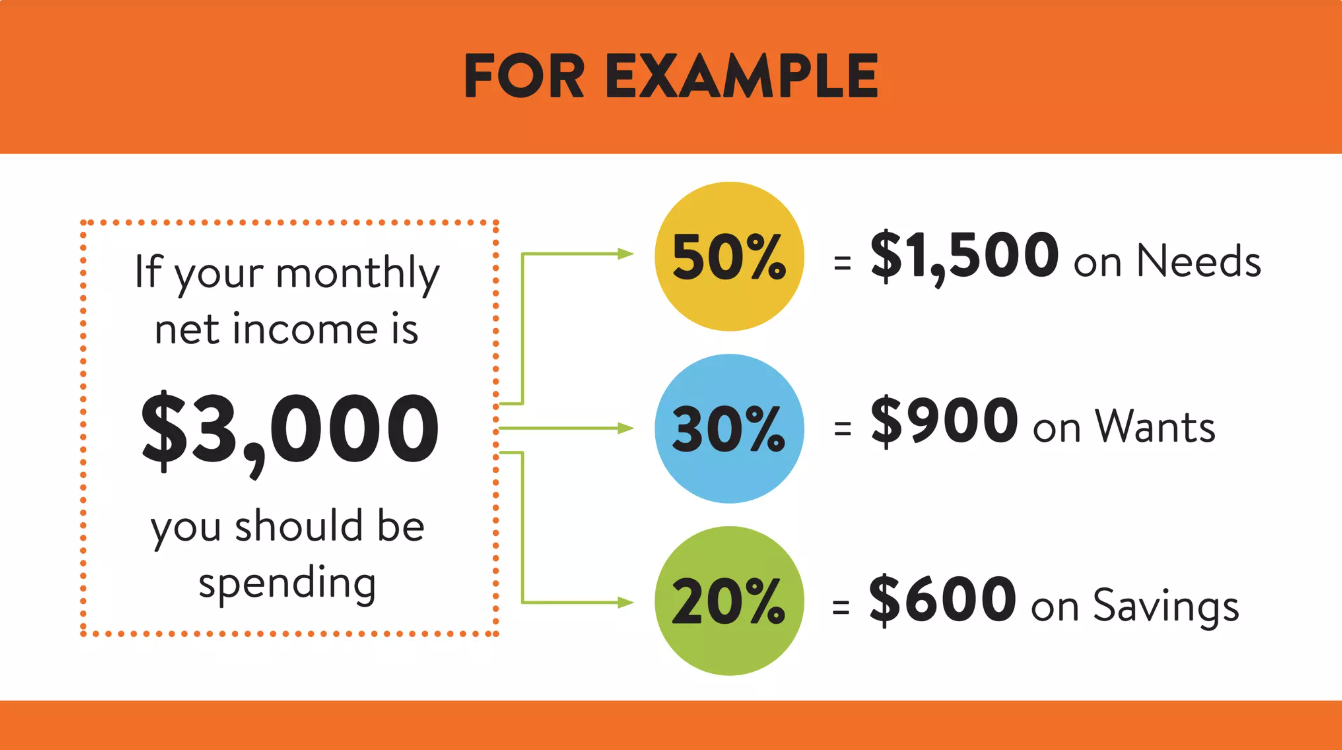 FOR EXAMPLE
If your monthly
net income is
$3,000
you should be
spending
50% = $1,500 on Needs
30% = $900 on Wants
20% = $600 on Savings